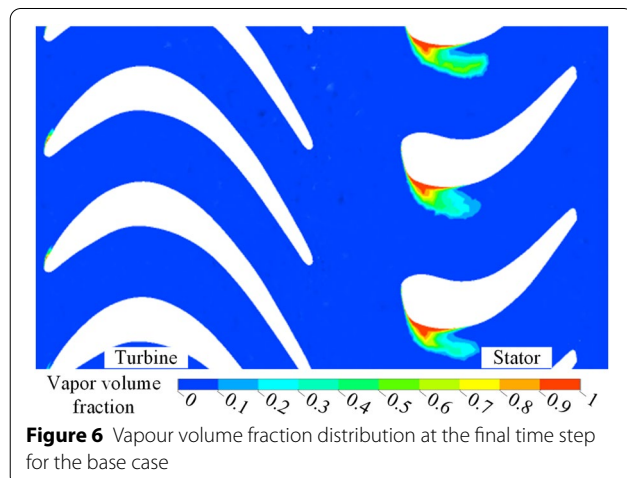 Turbine Stator
Vapor volume
fraction
0 0.1 0.2 0.3 0.4 0.5 0.6 0.7 0.8 0.9 1
Figure 6 Vapour volume fraction distribution at the final time step
for the base case